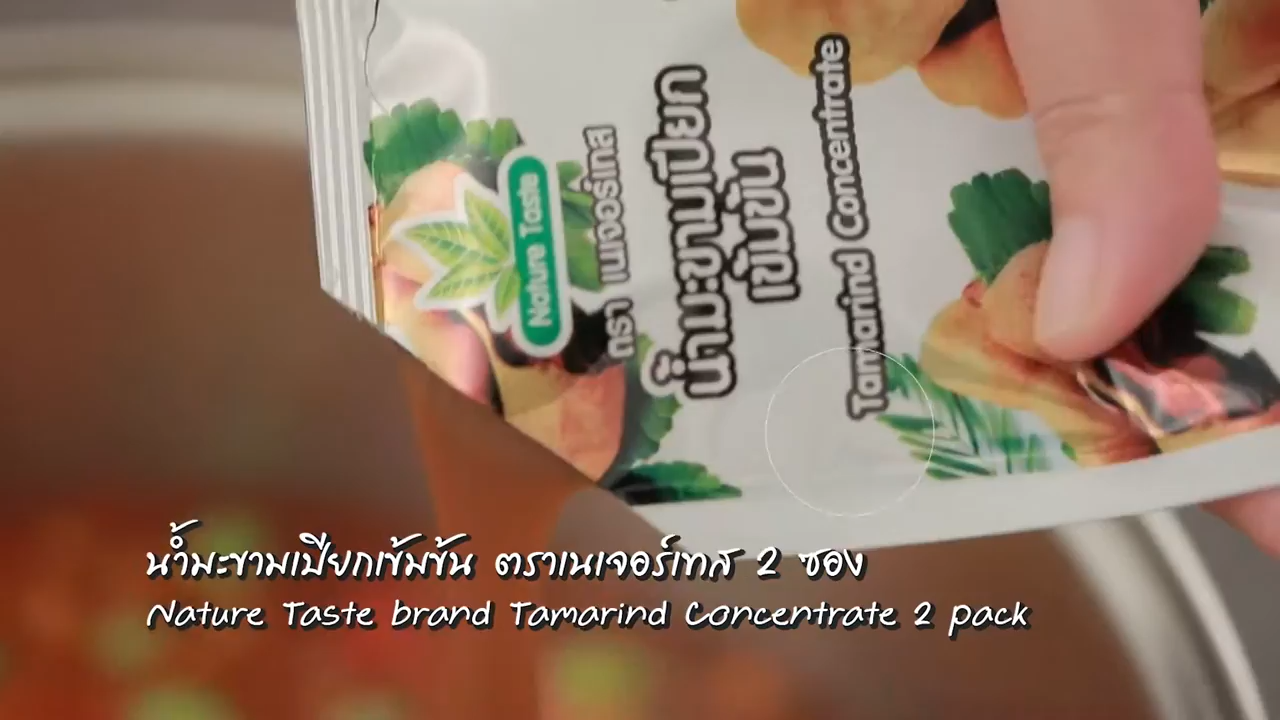 Nature Taste
ตรา เนเจอร์เทส
น้ำมะขามเปียก
เข้มข้น
Tamarind Concentrate
น้ำมะขามเปียกเข้มข้น ตราเนเจอร์เทส 2 ซอง
Nature Taste brand Tamarind Concentrate 2 pack